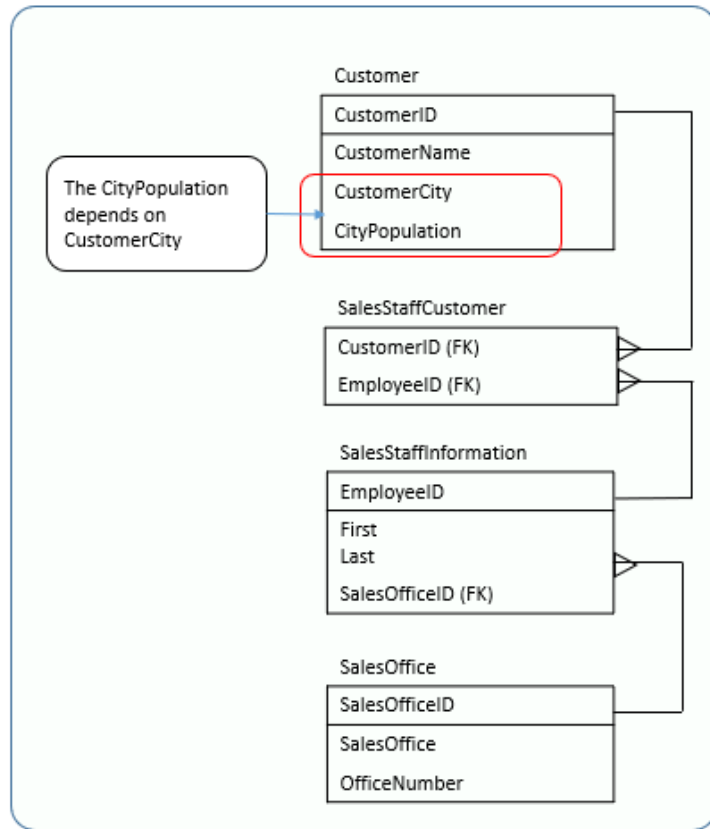 Customer
CustomerID
CustomerName
CustomerCity
CityPopulation
The CityPopulation
depends on
CustomerCity
SalesStaffCustomer
CustomerID (FK)
EmployeeID (FK)
SalesStaffInformation
EmployeeID
First
Last
SalesOfficeID (FK)
SalesOffice
SalesOfficeID
SalesOffice
OfficeNumber